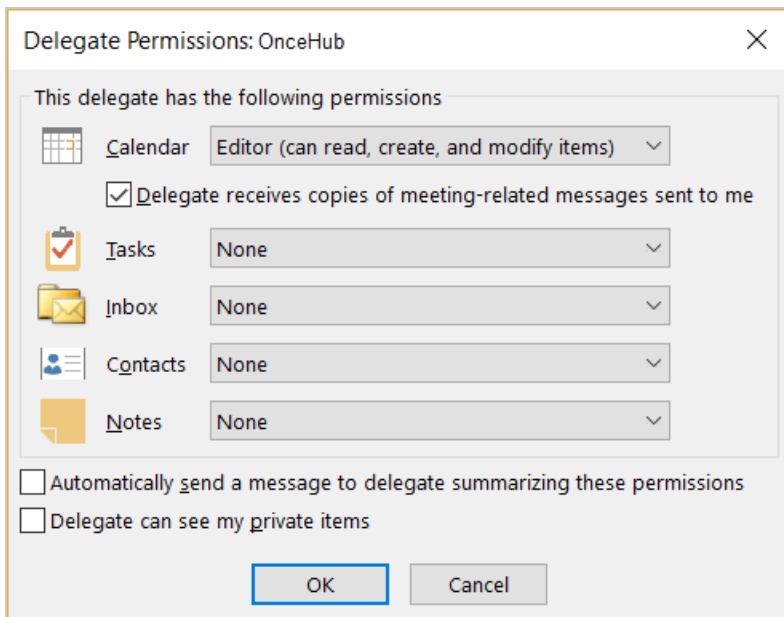 Delegate Permissions: OnceHub
This delegate has the following permissions
Calendar Editor (can read, create, and modify items)
Delegate receives copies of meeting-related messages sent to me
Tasks None
Inbox None
Contacts None
Notes None
Automatically send a message to delegate summarizing these permissions
Delegate can see my private items
OK Cancel